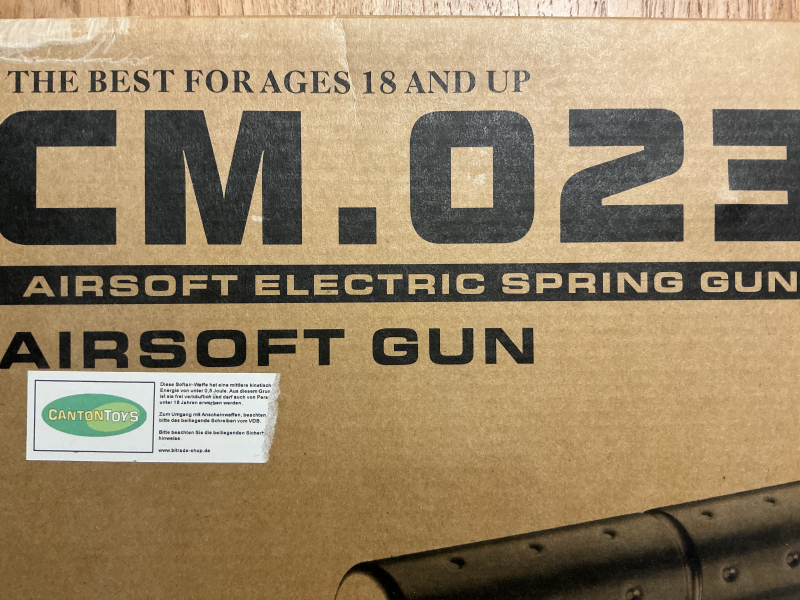 THE BEST FOR AGES 18 AND UP
CM.023
AIRSOFT ELECTRIC SPRING GUN
AIRSOFT GUN
CANTONTOYS
Diese Softair-Waffe hat eine mittlere kinetisch
Energie von unter 0,5 Joule. Aus diesem Grun
ist sie frei verkäuflich und darf auch von Pers
unter 18 Jahren erworben werden.
Zum Umgang mit Anscheinwaffen, beachten
bitte das beiliegende Schreiben vom VDB.
Bitte beachten Sie die beiliegenden Sicherh
hinweise.
www.bitrade-shop.de